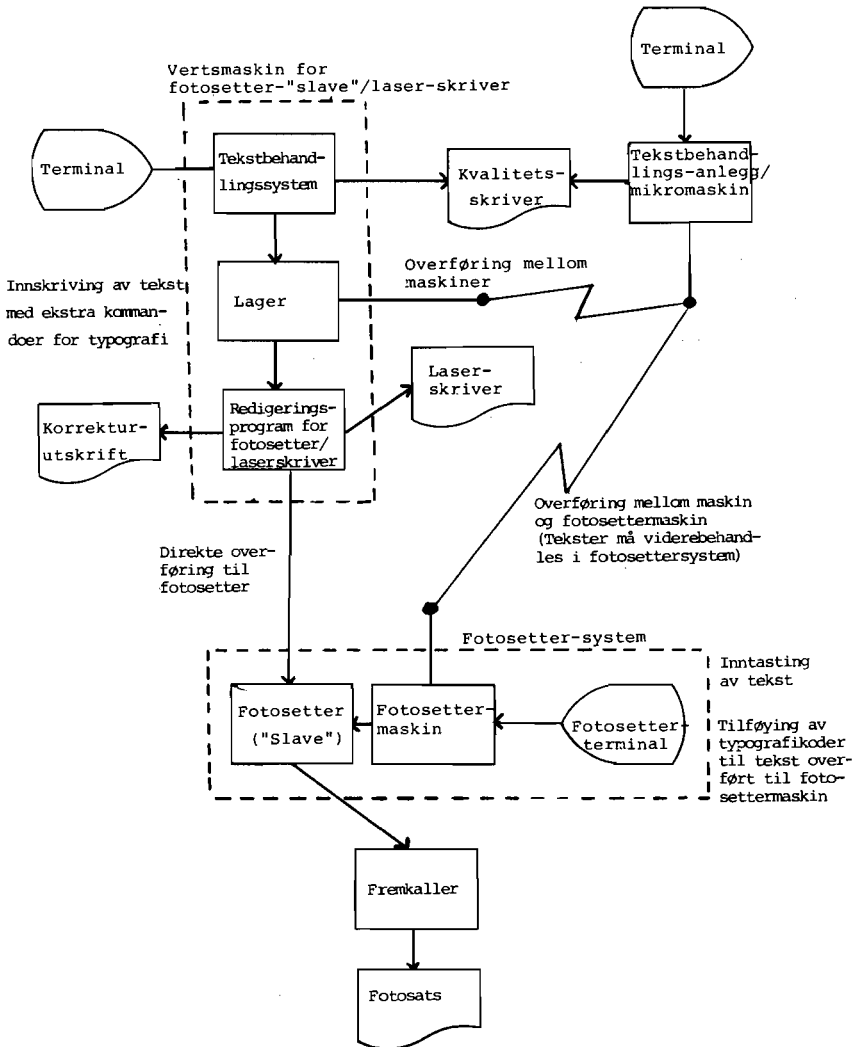 Terminal
Vertsmaskin for
fotosetter-"slave"/laser-skriver
Terminal
Tekstbehand-
lingssystem
Kvalitets-
skriver
Tekstbehand-
lings-anlegg/
mikromaskin
Innskriving av tekst
med ekstra komman-
doer for typografi
Lager
Overføring mellom
maskiner
Laser-
skriver
Korrektur-
utskrift
Redigerings-
program for
fotosetter/
laserskriver
Overføring mellom maskin
og fotosettermaskin
(Tekster må viderebehand-
les i fotosettersystem)
Direkte over-
føring til
fotosetter
Fotosetter-system
Fotosetter
("Slave")
Fotosetter-
maskin
Fotosetter-
terminal
Inntasting
av tekst
Tilføying av
typografikoder
til tekst over-
ført til foto-
settermaskin
Fremkaller
Fotosats